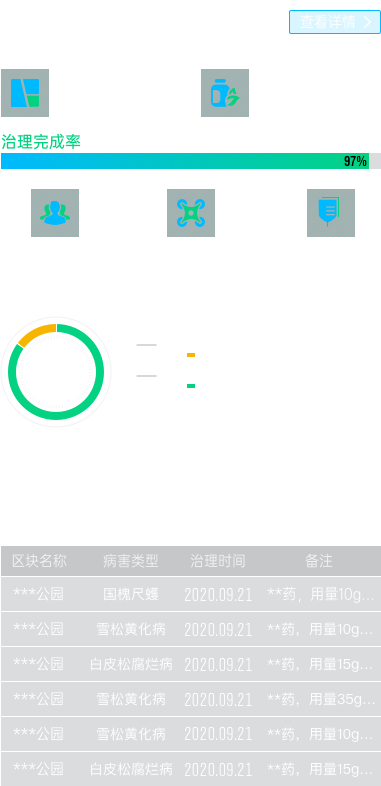 查看详情
治理完成率
97%
区块名称 病害类型 治理时间 备注
***公园 国槐尺蠖 2020.09.21 **药，用量10g...
***公园 雪松黄化病 2020.09.21 **药，用量10g...
***公园 白皮松腐烂病 2020.09.21 **药，用量15g...
***公园 雪松黄化病 2020.09.21 **药，用量35g...
***公园 雪松黄化病 2020.09.21 **药，用量10g...
***公园 白皮松腐烂病 2020.09.21 **药，用量15g...